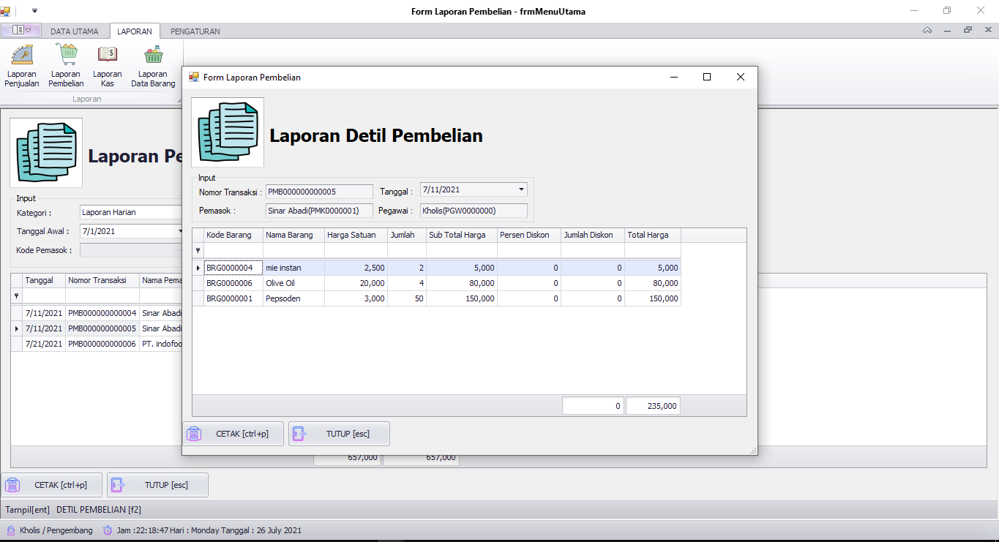 Form Laporan Pembelian - frmMenuUtama
DATA UTAMA LAPORAN PENGATURAN
Laporan Penjualan
Laporan Pembelian
Laporan Kas
Laporan Data Barang
Laporan
Laporan Pe
Input
Kategori : Laporan Harian
Tanggal Awal : 7/1/2021
Kode Pemasok :
Tanggal Nomor Transaksi Nama Pema
7/11/2021 PMB000000000004 Sinar Abadi
7/11/2021 PMB000000000005 Sinar Abadi
7/21/2021 PMB000000000006 PT. indofoo
657,000 657,000
CETAK [ctrl+p] TUTUP [esc]
Form Laporan Pembelian
Laporan Detil Pembelian
Input
Nomor Transaksi : PMB000000000005 Tanggal : 7/11/2021
Pemasok : Sinar Abadi(PMK0000001) Pegawai : Kholis(PGW0000000)
Kode Barang Nama Barang Harga Satuan Jumlah Sub Total Harga Persen Diskon Jumlah Diskon Total Harga
BRG0000004 mie instan 2,500 2 5,000 0 0 5,000
BRG0000006 Olive Oil 20,000 4 80,000 0 0 80,000
BRG0000001 Pepsoden 3,000 50 150,000 0 0 150,000
0 235,000
CETAK [ctrl+p] TUTUP [esc]
Tampil[ent] DETIL PEMBELIAN [f2]
Kholis / Pengembang Jam :22:18:47 Hari : Monday Tanggal : 26 July 2021